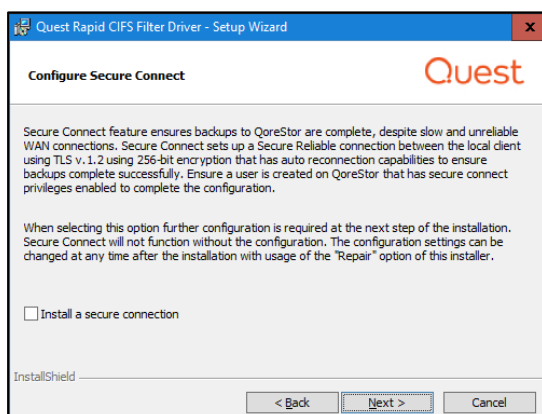 Quest Rapid CIFS Filter Driver - Setup Wizard
x
Configure Secure Connect
Quest
Secure Connect feature ensures backups to QoreStor are complete, despite slow and unreliable
WAN connections. Secure Connect sets up a Secure Reliable connection between the local client
using TLS v.1.2 using 256-bit encryption that has auto reconnection capabilities to ensure
backups complete successfully. Ensure a user is created on QoreStor that has secure connect
privileges enabled to complete the configuration.
When selecting this option further configuration is required at the next step of the installation.
Secure Connect will not function without the configuration. The configuration settings can be
changed at any time after the installation with usage of the "Repair" option of this installer.
Install a secure connection
InstallShield
< Back Next > Cancel